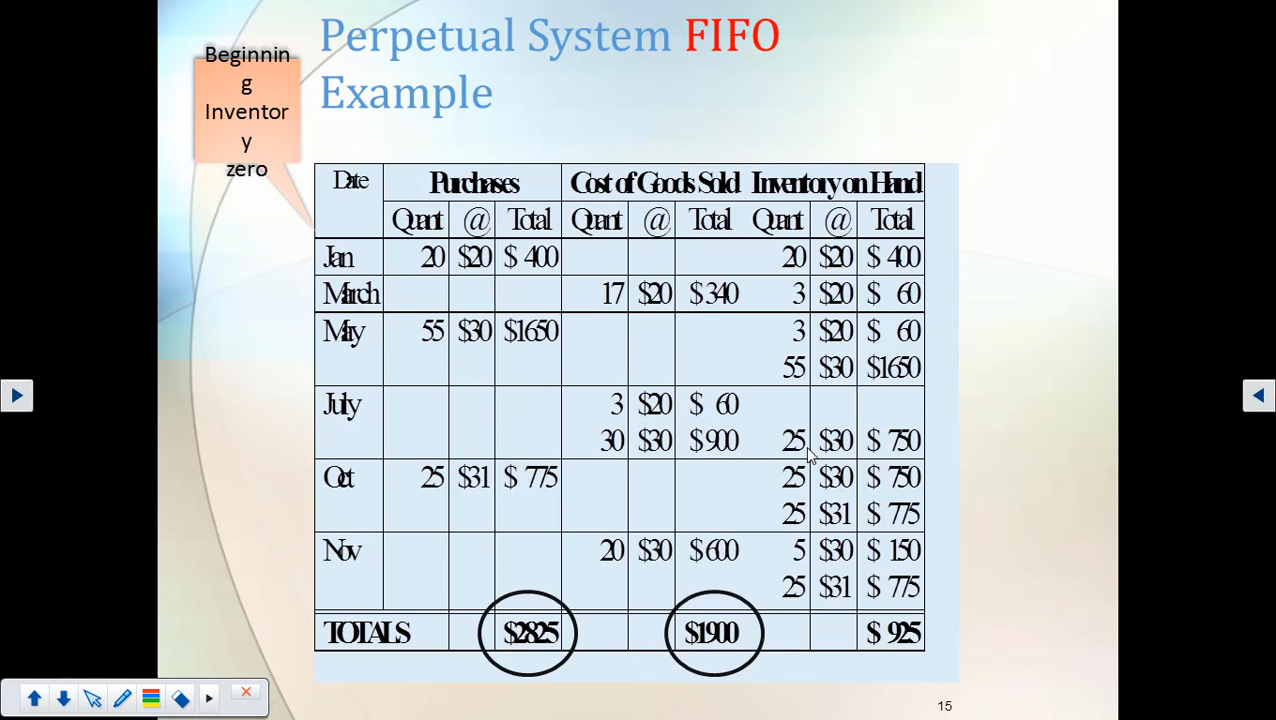 Perpetual System FIFO
Example
Beginnin
g
Inventor
y
zero
Date Purchases Cost of Goods Sold Inventory on Hand
Quant @ Total Quant @ Total Quant @ Total
Jan 20 $20 $ 400 20 $20 $ 400
March 17 $20 $340 3 $20 $ 60
May 55 $30 $1650 3 $20 $ 60
55 $30 $1650
July 3 $20 $ 60
30 $30 $900 25 $30 $ 750
Oct 25 $31 $ 775 25 $30 $ 750
25 $31 $ 775
Nov 20 $30 $600 5 $30 $ 150
25 $31 $ 775
TOTALS $2825 $1900 $ 925
15